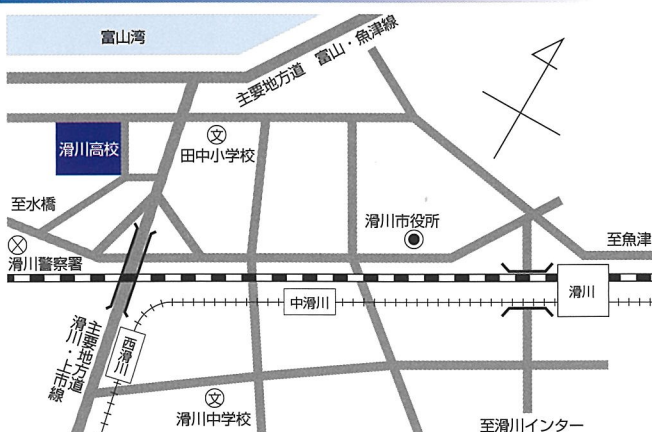 富山湾
主要地方道 富山・魚津線
滑川高校
文
田中小学校
至水橋
滑川市役所
至魚津
滑川警察署
滑川
中滑川
主要地方道
滑川・上市線
西滑川
文
滑川中学校
至滑川インター